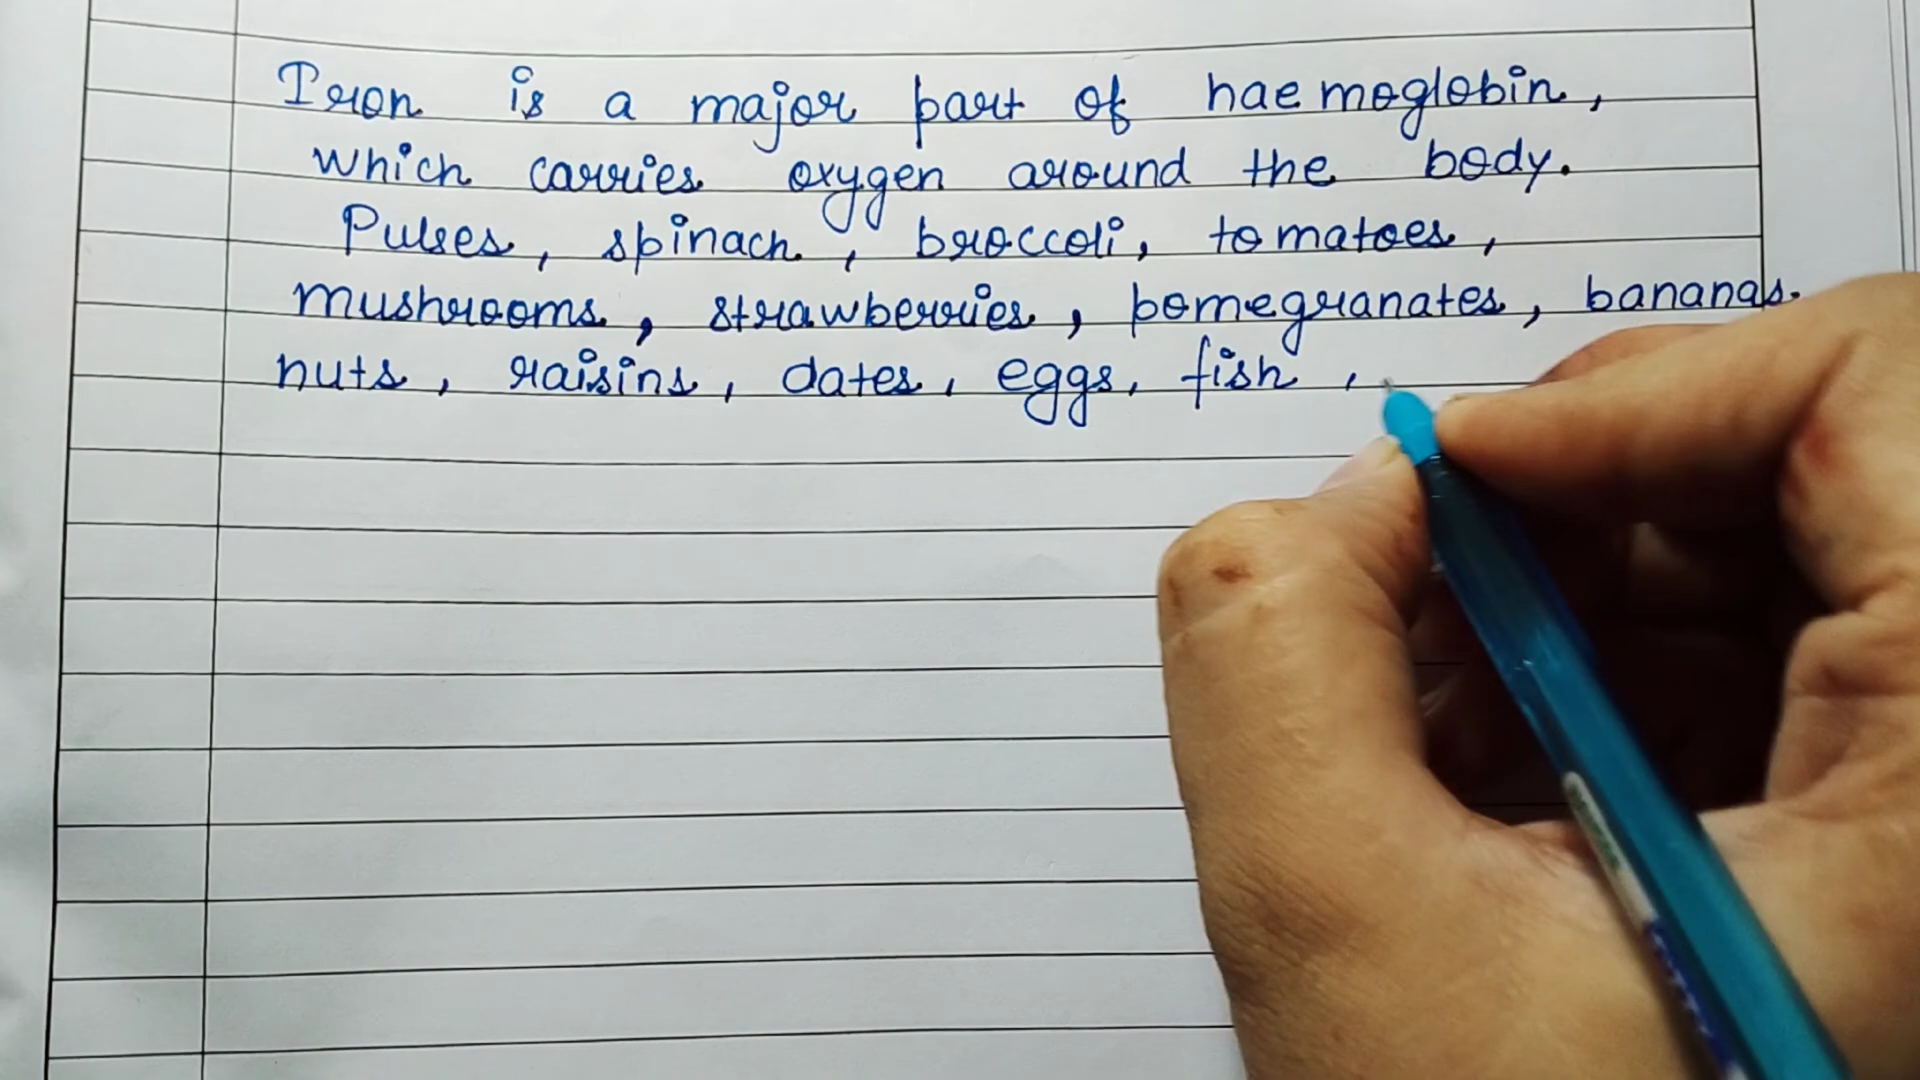 Iron is a major part of haemoglobin,
which carries oxygen around the body.
Pulses, spinach, broccoli, tomatoes,
mushrooms, strawberries, pomegranates, bananas.
nuts, raisins, dates, eggs, fish,